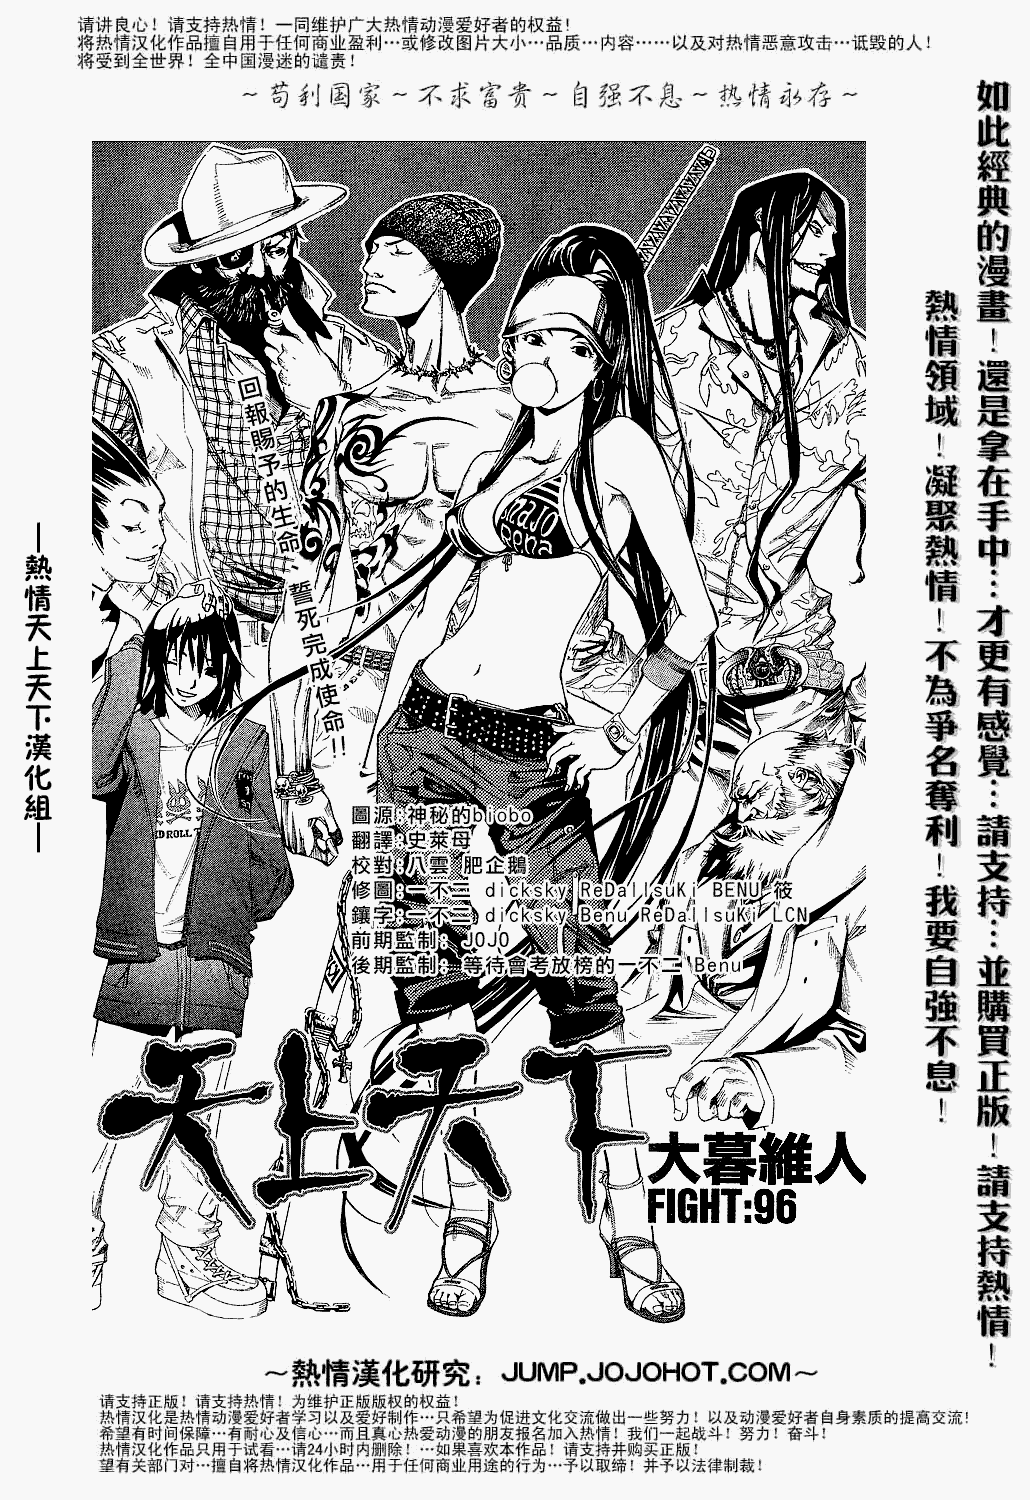 请讲良心！请支持热情！一同维护广大热情动漫爱好者的权益！
将热情汉化作品擅自用于任何商业盈利…或修改图片大小…品质…内容……以及对热情恶意攻击…诋毁的人！
将受到全世界！全中国漫迷的谴责！
～苟利国家～不求富贵～自强不息～热情永存～
如此經典的漫畫！還是拿在手中…才更有感覺…請支持…並購買正版！請支持熱情！
熱情領域！凝聚熱情！不為爭名奪利！我要自強不息！
回報賜予的生命、誓死完成使命!!
—熱情天上天下漢化組—
Majo
Rena
ND ROLL T
圖源:神秘的biobo
翻譯:史萊母
校對:八雲 肥企鵝
修圖:一不二 dicksky ReDallsuKi BENU 筱
鑲字:一不二 dicksky Benu ReDallsuKi LCN
前期監制: JOJO
後期監制: 等待會考放榜的一不二 Benu
天上天下
大暮維人
FIGHT:96
～熱情漢化研究：JUMP.JOJOHOT.COM～
请支持正版！请支持热情！为维护正版版权的权益！
热情汉化是热情动漫爱好者学习以及爱好制作…只希望为促进文化交流做出一些努力！以及动漫爱好者自身素质的提高交流！
希望有时间保障…有耐心及信心…而且真心热爱动漫的朋友报名加入热情！我们一起战斗！努力！奋斗！
热情汉化作品只用于试看…请24小时内删除！…如果喜欢本作品！请支持并购买正版！
望有关部门对…擅自将热情汉化作品…用于任何商业用途的行为…予以取缔！并予以法律制裁！